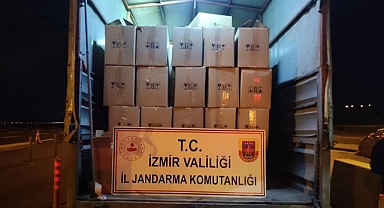 T.C.
İZMİR VALİLİĞİ
İL JANDARMA KOMUTANLIĞI